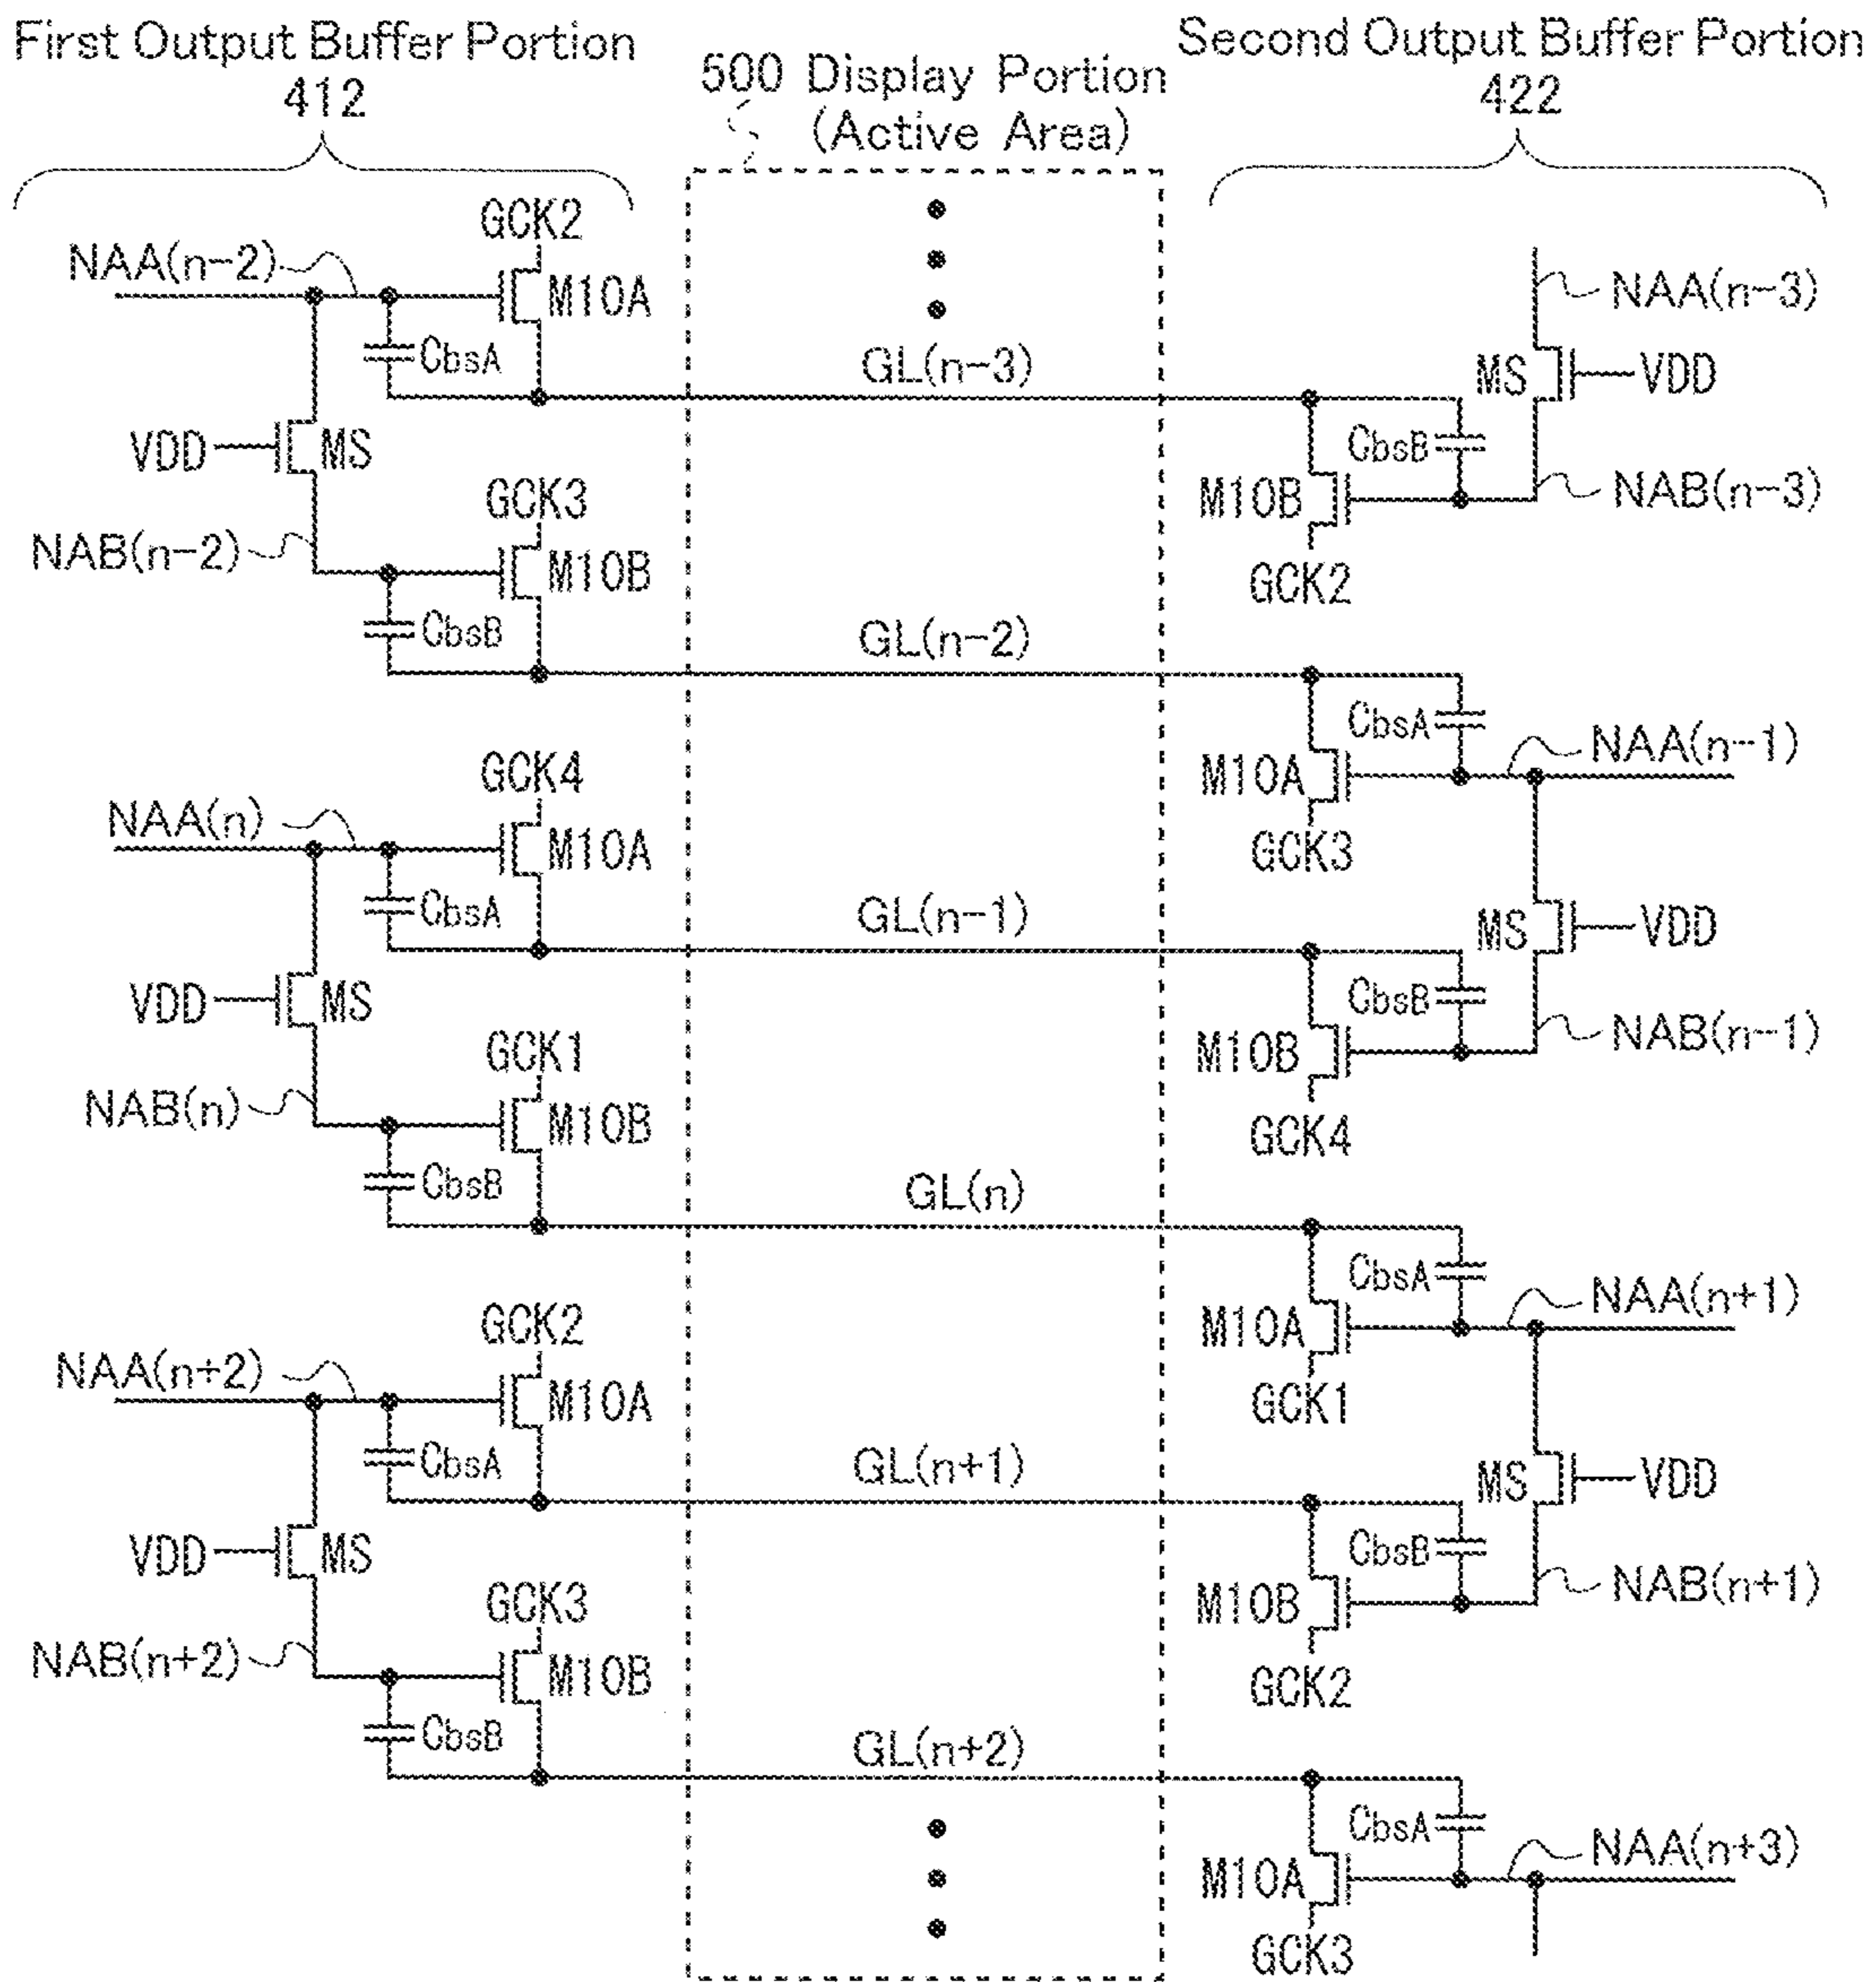 First Output Buffer Portion
412
500 Display Portion
(Active Area)
Second Output Buffer Portion
422
GCK2
NAA(n-2)
M10A
CbsA
VDD
MS
GCK3
NAB(n-2)
M10B
CbsB
GCK4
NAA(n)
M10A
CbsA
VDD
MS
GCK1
NAB(n)
M10B
CbsB
GCK2
NAA(n+2)
M10A
CbsA
VDD
MS
GCK3
NAB(n+2)
M10B
CbsB
GL(n-3)
GL(n-2)
GL(n-1)
GL(n)
GL(n+1)
GL(n+2)
NAA(n-3)
MS
VDD
CbsB
M10B
NAB(n-3)
GCK2
CbsA
NAA(n-1)
M10A
GCK3
MS
VDD
CbsB
NAB(n-1)
M10B
GCK4
CbsA
NAA(n+1)
M10A
GCK1
MS
VDD
CbsB
NAB(n+1)
M10B
GCK2
CbsA
NAA(n+3)
M10A
GCK3